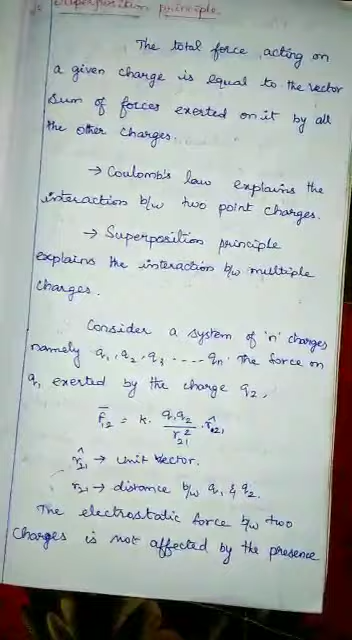 Superposition principle.
The total force acting on
a given charge is equal to the vector
sum of forces exerted on it by all
the other charges.
→ Coulomb's law explains the
interaction b/w two point charges.
→ Superposition principle
explains the interaction b/w multiple
charges.
Consider a system of 'n' charges
namely q₁, q₂, q₃ ---- qn. The force on
q₁ exerted by the charge q₂,
F̅₁₂ = k. q₁q₂/r₂₁² . r̂₂₁
r̂₂₁ → unit vector.
r₂₁ → distance b/w q₁ & q₂.
The electrostatic force b/w two
charges is not affected by the presence